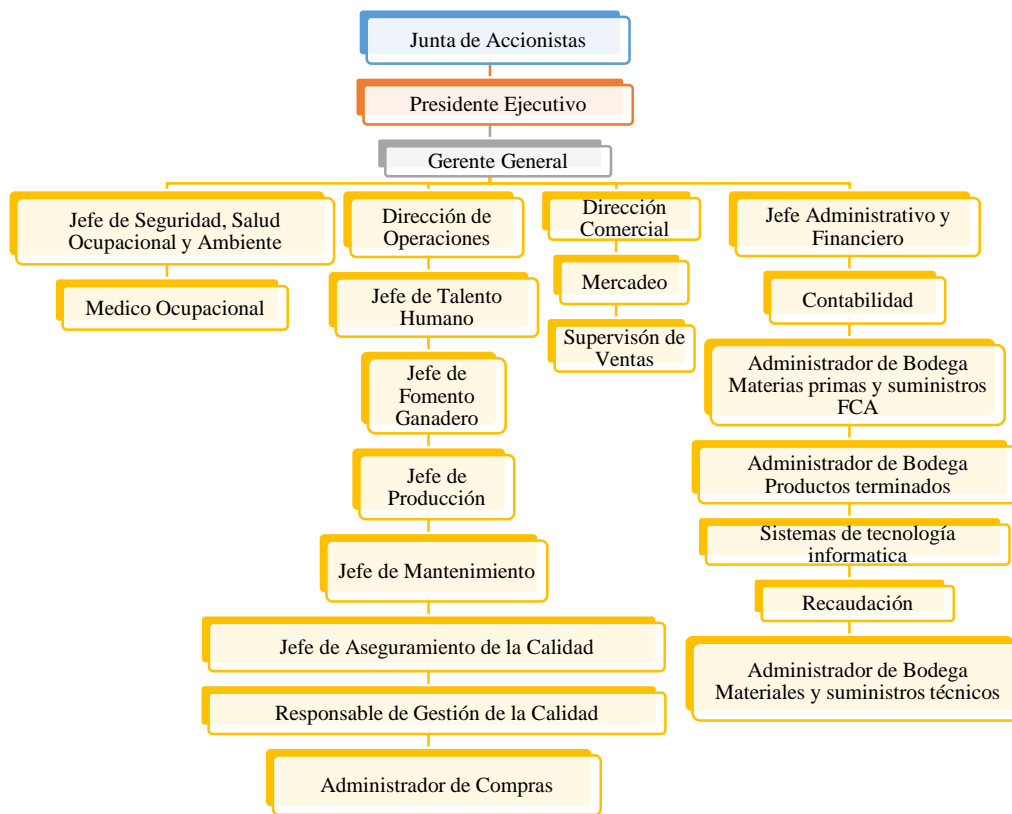 Junta de Accionistas
Presidente Ejecutivo
Gerente General
Jefe de Seguridad, Salud
Ocupacional y Ambiente
Medico Ocupacional
Dirección de
Operaciones
Jefe de Talento
Humano
Jefe de
Fomento
Ganadero
Jefe de
Producción
Jefe de Mantenimiento
Jefe de Aseguramiento de la Calidad
Responsable de Gestión de la Calidad
Administrador de Compras
Dirección
Comercial
Mercadeo
Supervisón de
Ventas
Jefe Administrativo y
Financiero
Contabilidad
Administrador de Bodega
Materias primas y suministros
FCA
Administrador de Bodega
Productos terminados
Sistemas de tecnología
informatica
Recaudación
Administrador de Bodega
Materiales y suministros técnicos